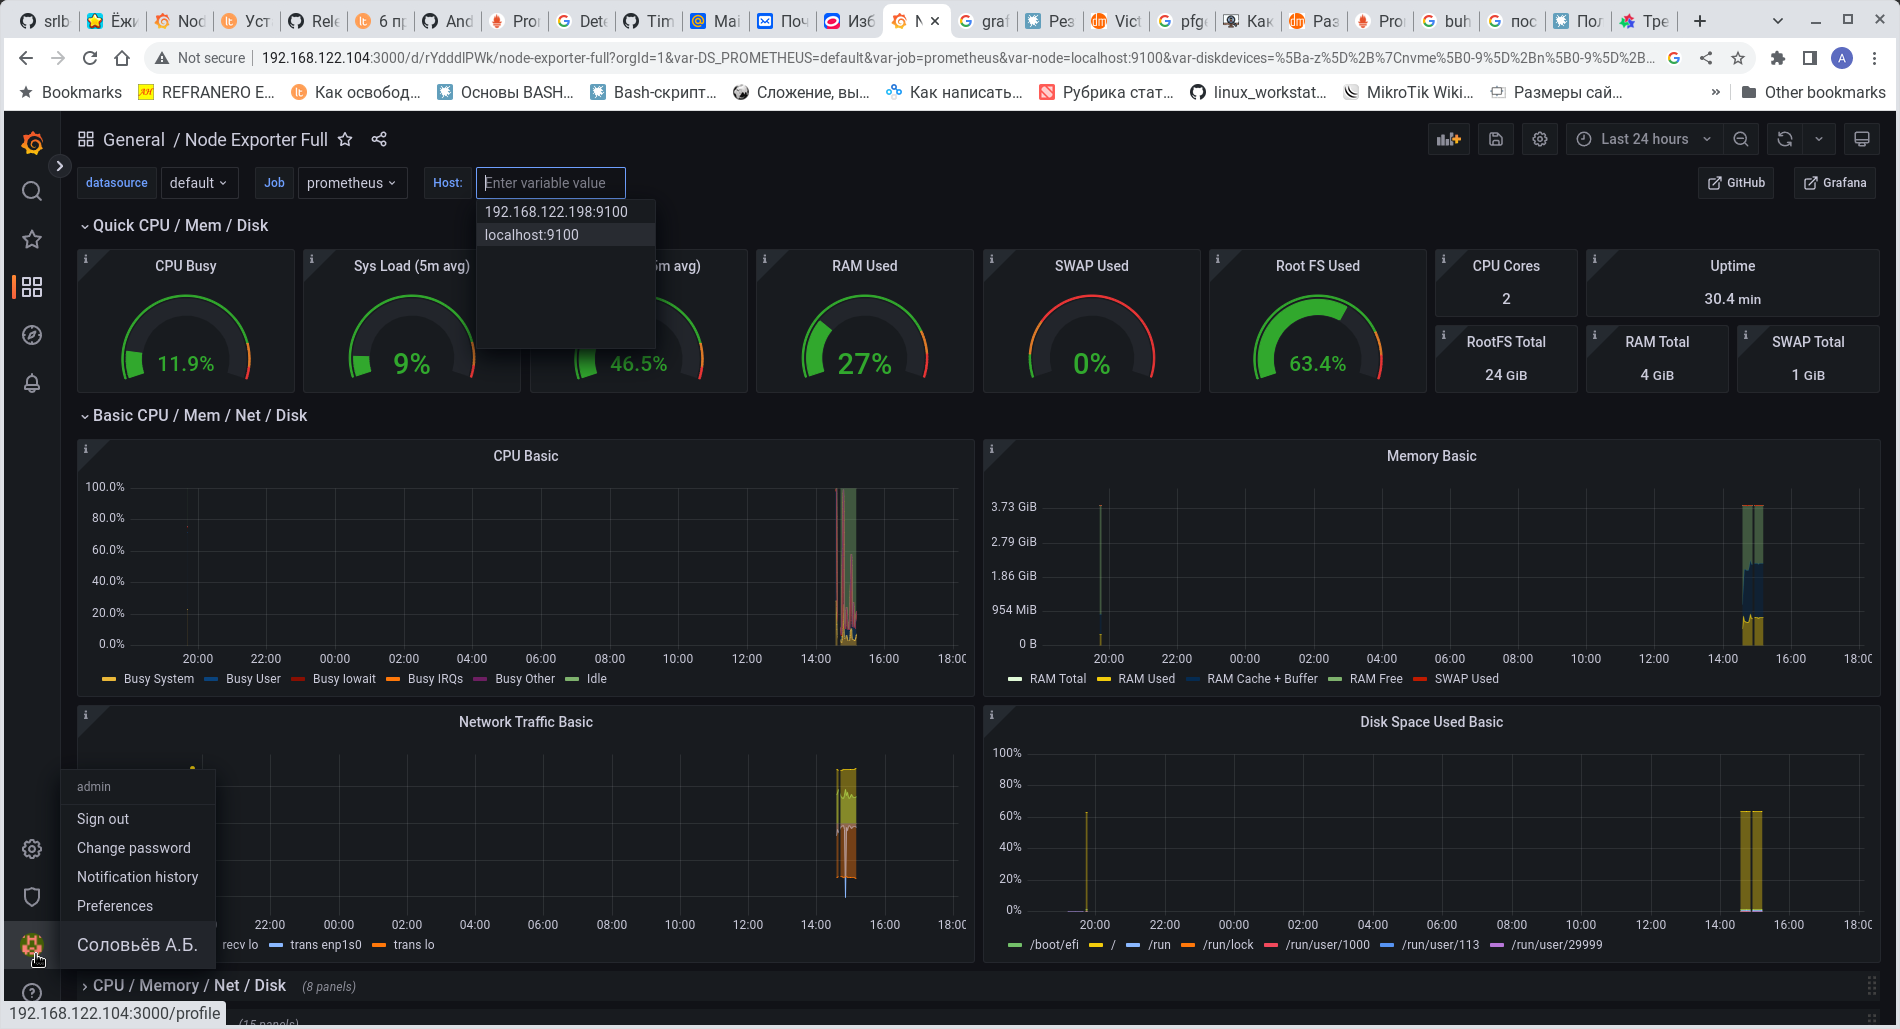 srlb Ёжи Nod Уст Rele 6 пр And Pror Dete Tim Mai Поч Изб N graf Рез Vict pfge Как Раз Pro buh пос Пол Тре
Not secure 192.168.122.104:3000/d/rYdddlPWk/node-exporter-full?orgId=1&var-DS_PROMETHEUS=default&var-job=prometheus&var-node=localhost:9100&var-diskdevices=%5Ba-z%5D%2B%7Cnvme%5B0-9%5D%2Bn%5B0-9%5D%2B... A
Bookmarks REFRANERO E... Как освобод... Основы BASH... Bash-скрипт... Сложение, вы... Как написать... Рубрика стат... linux_workstat... MikroTik Wiki... Размеры сай... » Other bookmarks
General / Node Exporter Full Last 24 hours
datasource default Job prometheus Host: Enter variable value GitHub Grafana
192.168.122.198:9100
localhost:9100
Quick CPU / Mem / Disk
CPU Busy Sys Load (5m avg) 5m avg) RAM Used SWAP Used Root FS Used CPU Cores Uptime
2 30.4 min
RootFS Total RAM Total SWAP Total
11.9% 9% 46.5% 27% 0% 63.4% 24 GiB 4 GiB 1 GiB
Basic CPU / Mem / Net / Disk
CPU Basic
100.0%
80.0%
60.0%
40.0%
20.0%
0.0%
20:00 22:00 00:00 02:00 04:00 06:00 08:00 10:00 12:00 14:00 16:00 18:00
Busy System Busy User Busy Iowait Busy IRQs Busy Other Idle
Memory Basic
3.73 GiB
2.79 GiB
1.86 GiB
954 MiB
0 B
20:00 22:00 00:00 02:00 04:00 06:00 08:00 10:00 12:00 14:00 16:00 18:00
RAM Total RAM Used RAM Cache + Buffer RAM Free SWAP Used
Network Traffic Basic
22:00 00:00 02:00 04:00 06:00 08:00 10:00 12:00 14:00 16:00 18:00
recv lo trans enp1s0 trans lo
Disk Space Used Basic
100%
80%
60%
40%
20%
0%
20:00 22:00 00:00 02:00 04:00 06:00 08:00 10:00 12:00 14:00 16:00 18:00
/boot/efi / /run /run/lock /run/user/1000 /run/user/113 /run/user/29999
admin
Sign out
Change password
Notification history
Preferences
Соловьёв А.Б.
CPU / Memory / Net / Disk (8 panels)
192.168.122.104:3000/profile
(15 panels)